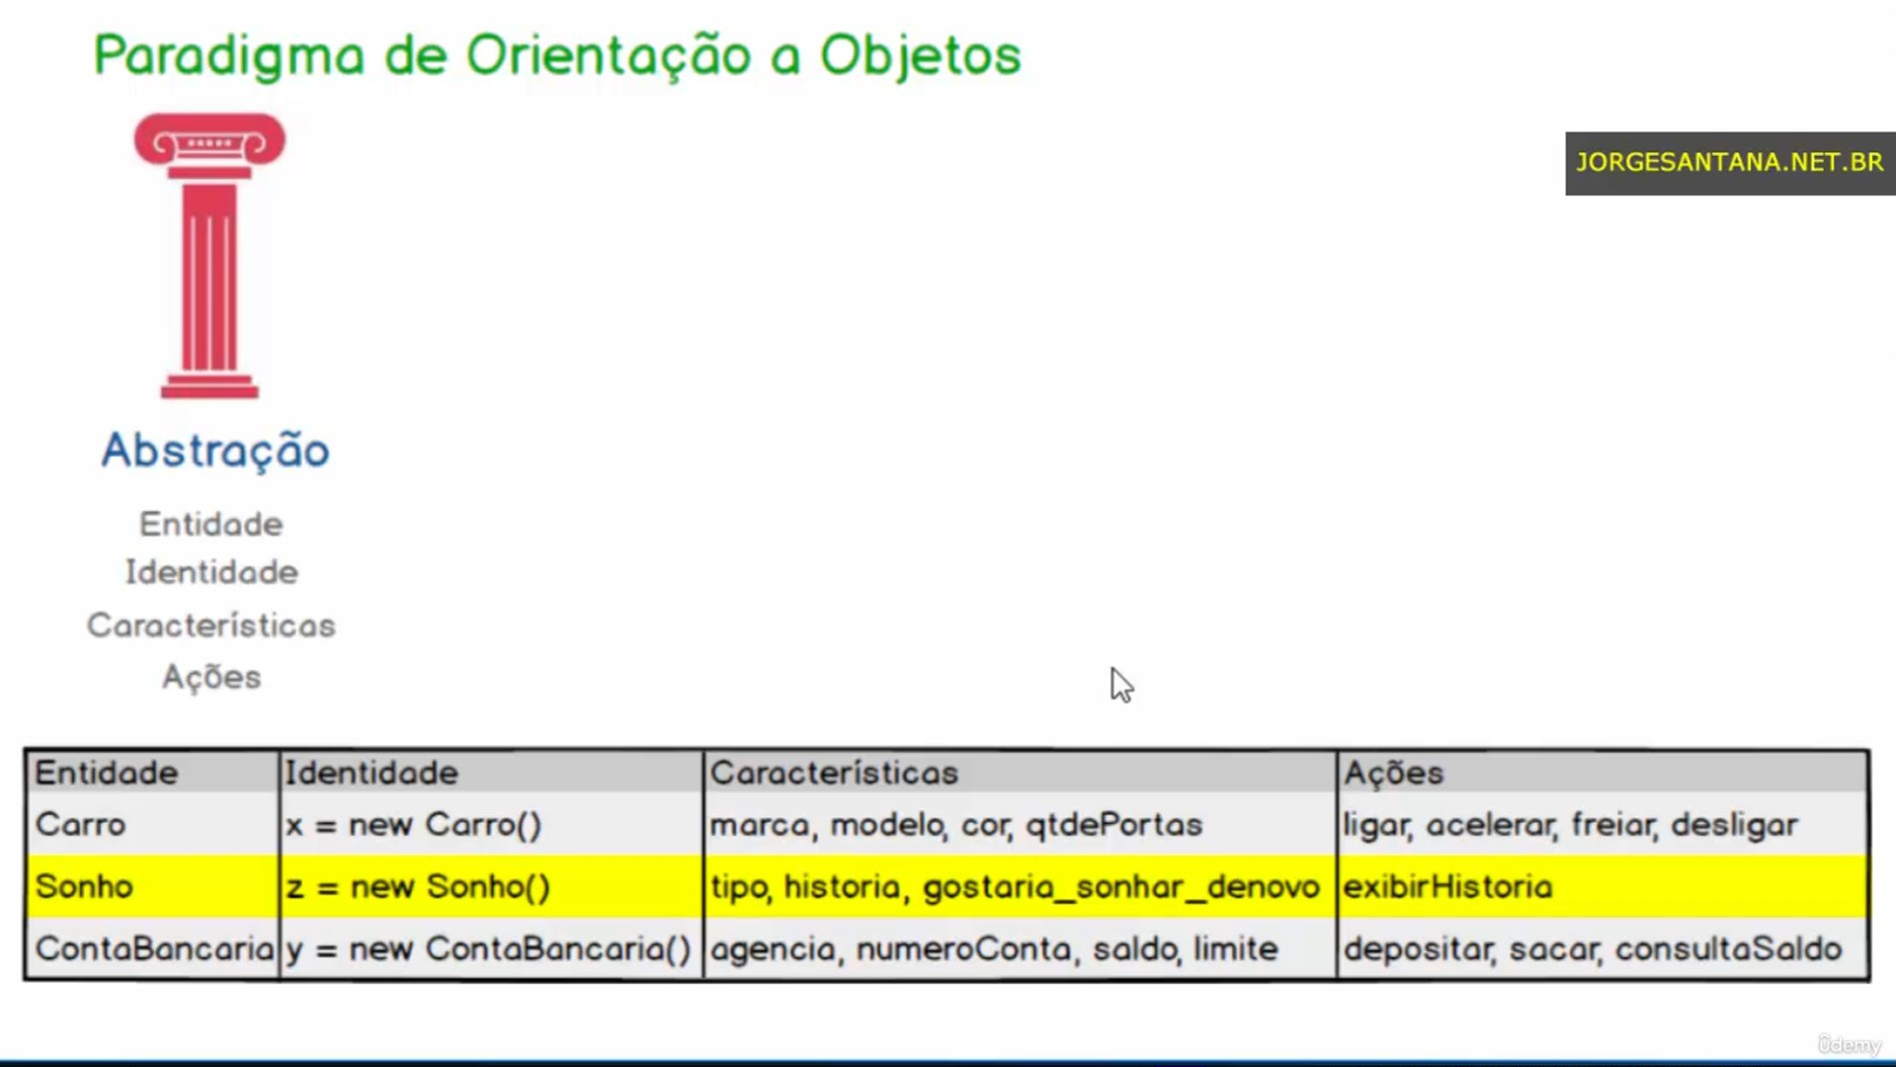 Paradigma de Orientação a Objetos
JORGESANTANA.NET.BR
Abstração
Entidade
Identidade
Características
Ações
Entidade Identidade Características Ações
Carro x = new Carro() marca, modelo, cor, qtdePortas ligar, acelerar, freiar, desligar
Sonho z = new Sonho() tipo, historia, gostaria_sonhar_denovo exibirHistoria
ContaBancaria y = new ContaBancaria() agencia, numeroConta, saldo, limite depositar, sacar, consultaSaldo
ûdemy